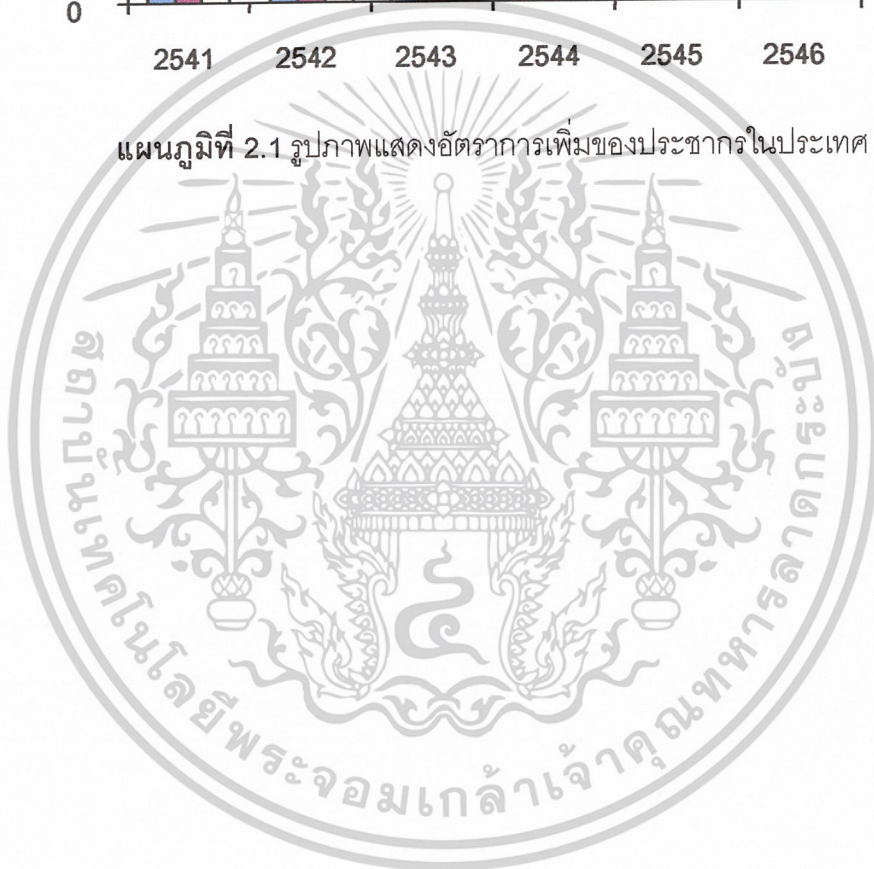 0
2541 2542 2543 2544 2545 2546
แผนภูมิที่ 2.1 รูปภาพแสดงอัตราการเพิ่มของประชากรในประเทศ
สถาบันเทคโนโลยีพระจอมเกล้าเจ้าคุณทหารลาดกระบัง
๔